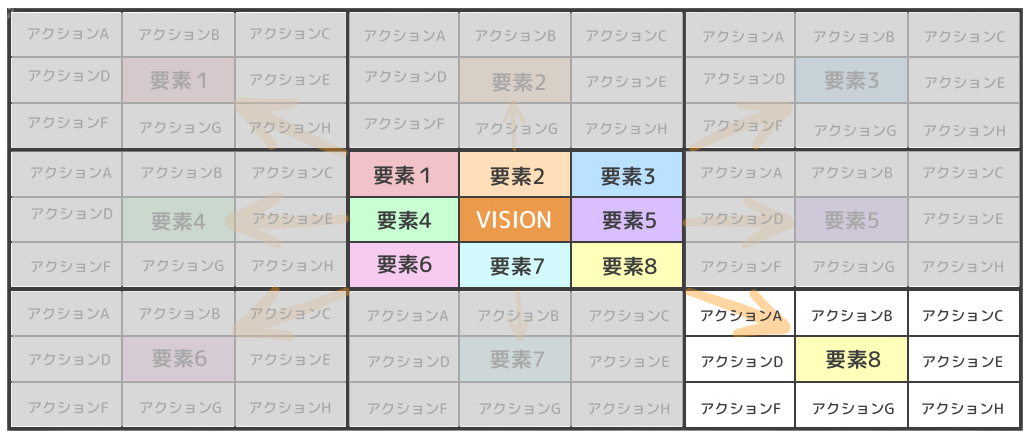 アクションA アクションB アクションC アクションA アクションB アクションC アクションA アクションB アクションC
アクションD 要素１ アクションE アクションD 要素2 アクションE アクションD 要素3 アクションE
アクションF アクションG アクションH アクションF アクションG アクションH アクションF アクションG アクションH
アクションA アクションB アクションC 要素１ 要素2 要素3 アクションA アクションB アクションC
アクションD 要素4 アクションE 要素4 VISION 要素5 アクションD 要素5 アクションE
アクションF アクションG アクションH 要素6 要素7 要素8 アクションF アクションG アクションH
アクションA アクションB アクションC アクションA アクションB アクションC アクションA アクションB アクションC
アクションD 要素6 アクションE アクションD 要素7 アクションE アクションD 要素8 アクションE
アクションF アクションG アクションH アクションF アクションG アクションH アクションF アクションG アクションH